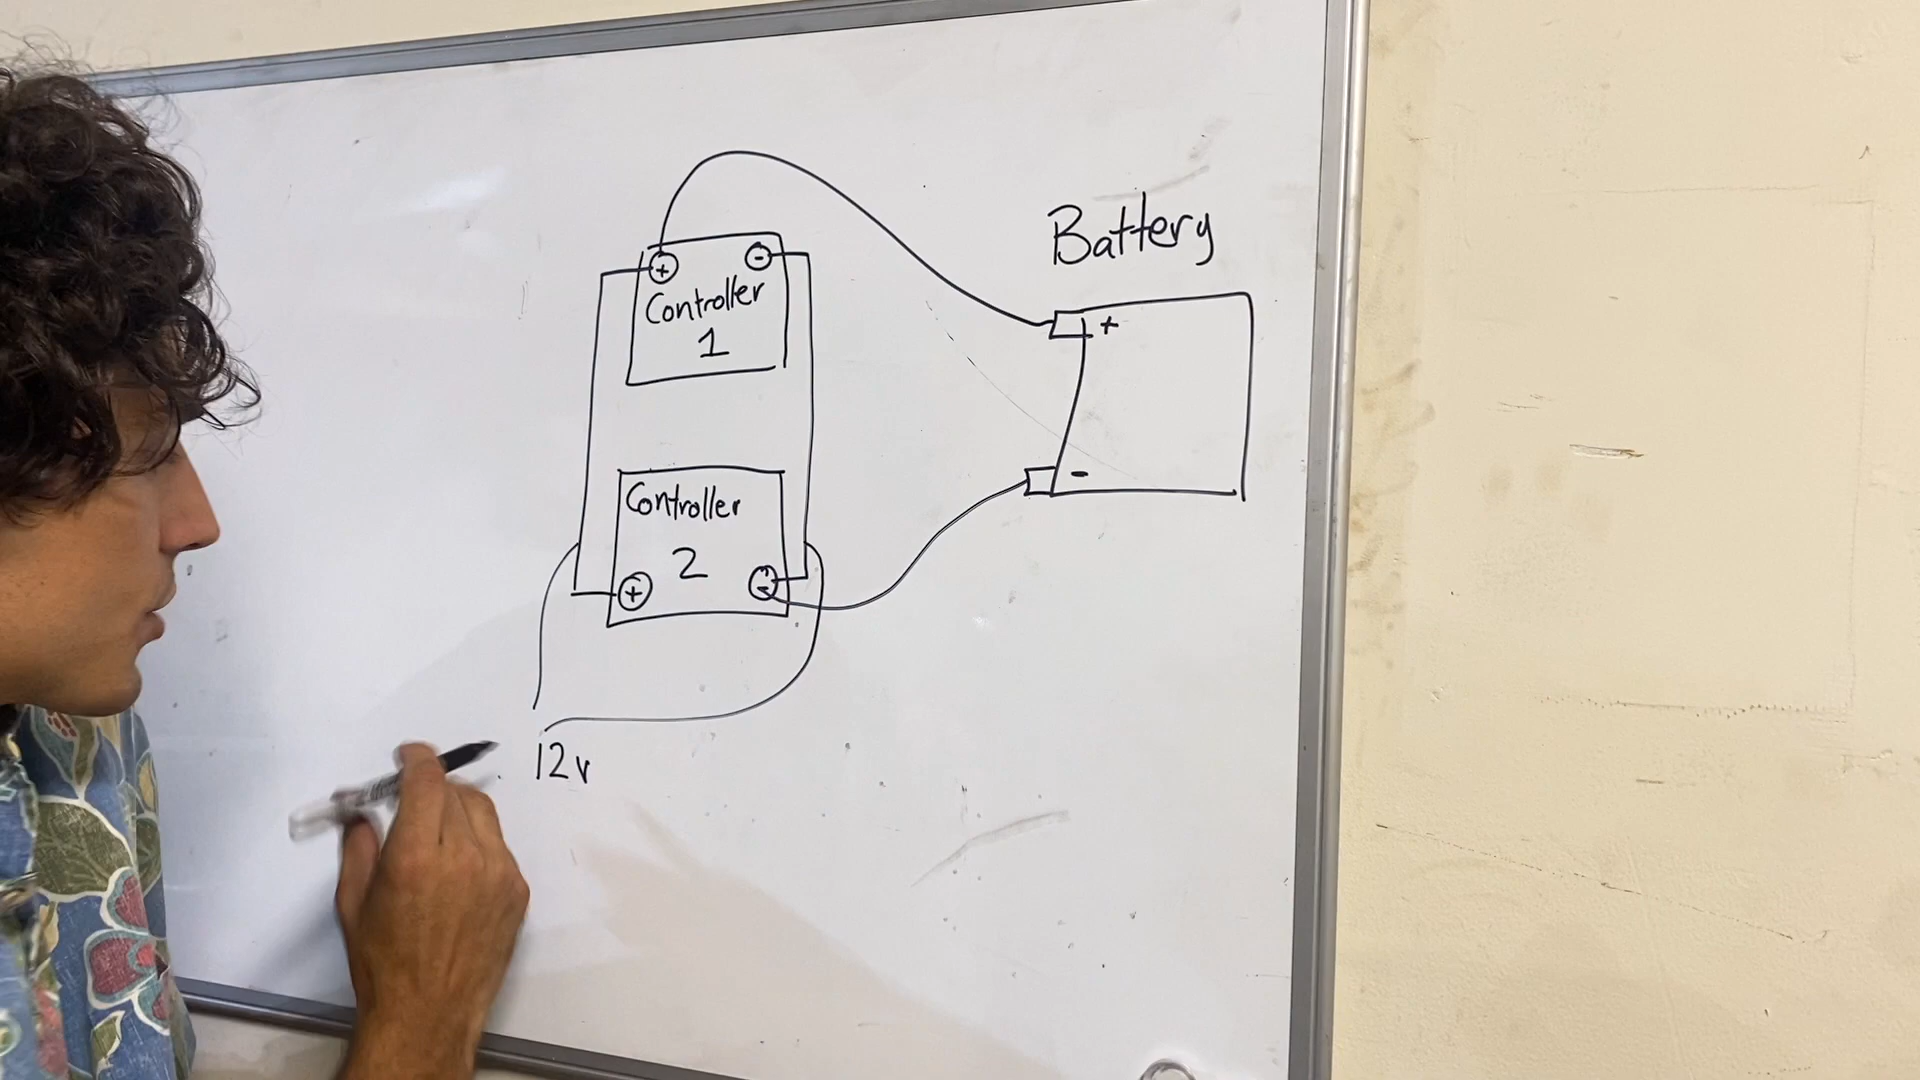 Battery
+ -
Controller
1
+
-
Controller
2
+ -
12v